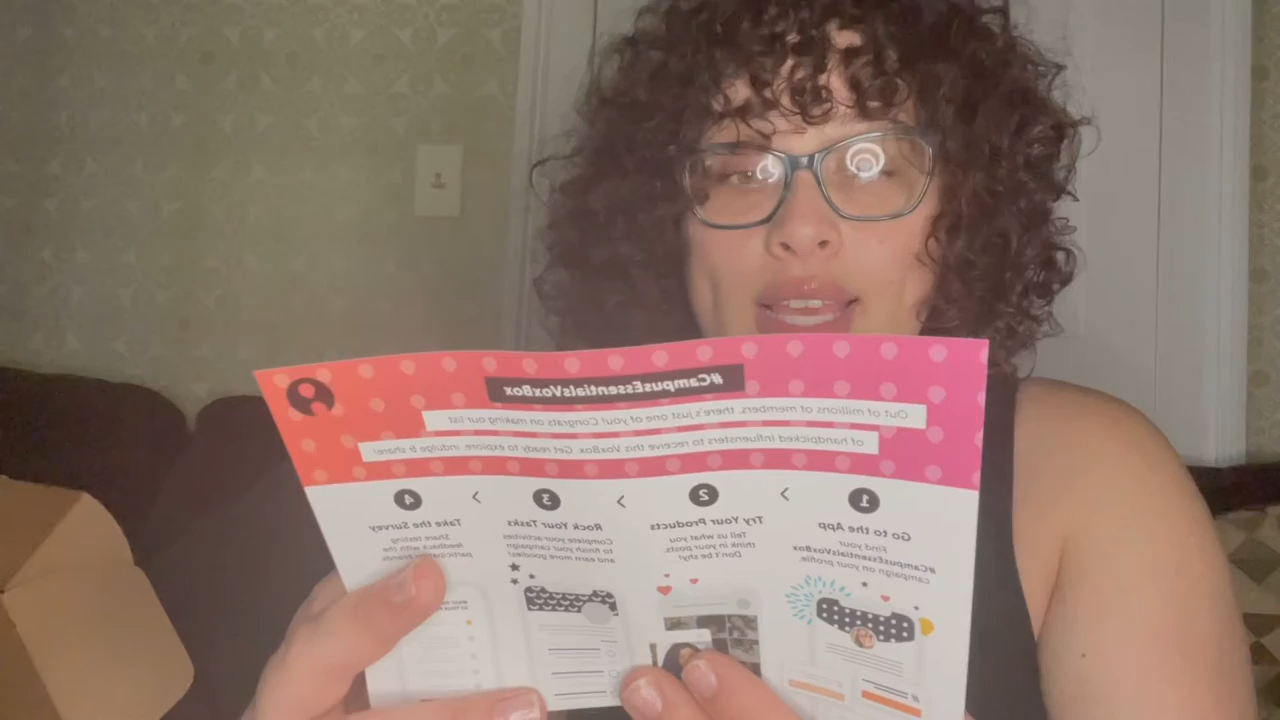 #CampusEssentialsVoxBox
Out of millions of members, there's just one of you! Congrats on making our list
of handpicked Influensters to receive this VoxBox. Get ready to explore, indulge & share!
1
Go to the App
Find your
#CampusEssentialsVoxBox
campaign on your profile.
2
Try Your Products
Tell us what you
think in your posts.
Don't be shy!
3
Rock Your Tasks
Complete your activities
to finish your campaign
and earn more goodies!
4
Take the Survey
Share testing
feedback with the
participating brands